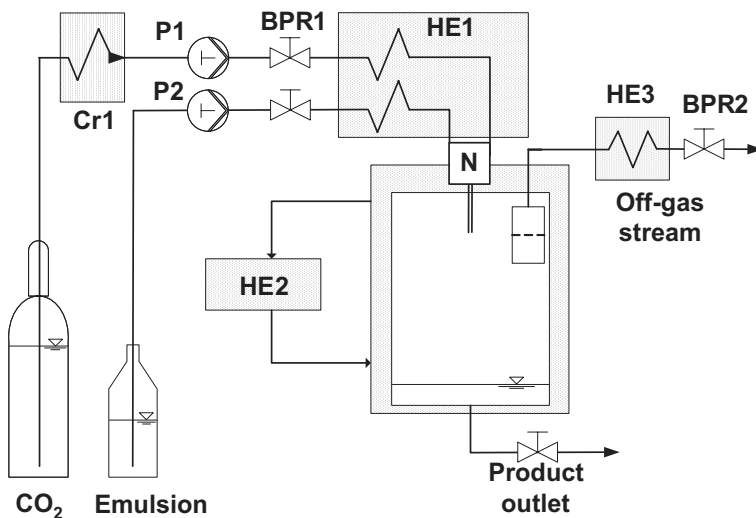 P1
BPR1
HE1
P2
Cr1
HE3
BPR2
N
Off-gas
stream
HE2
Product
outlet
CO₂
Emulsion